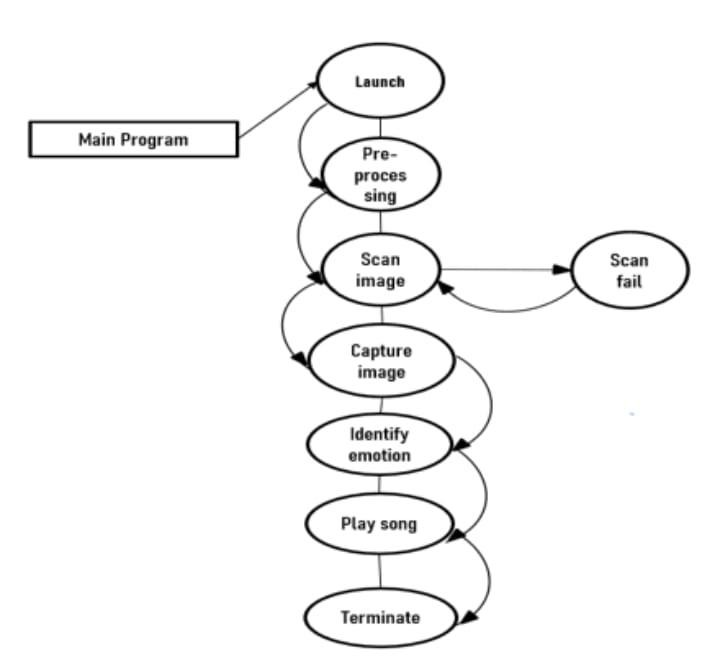 Launch
Main Program
Pre-
proces
sing
Scan
image
Scan
fail
Capture
image
Identify
emotion
Play song
Terminate